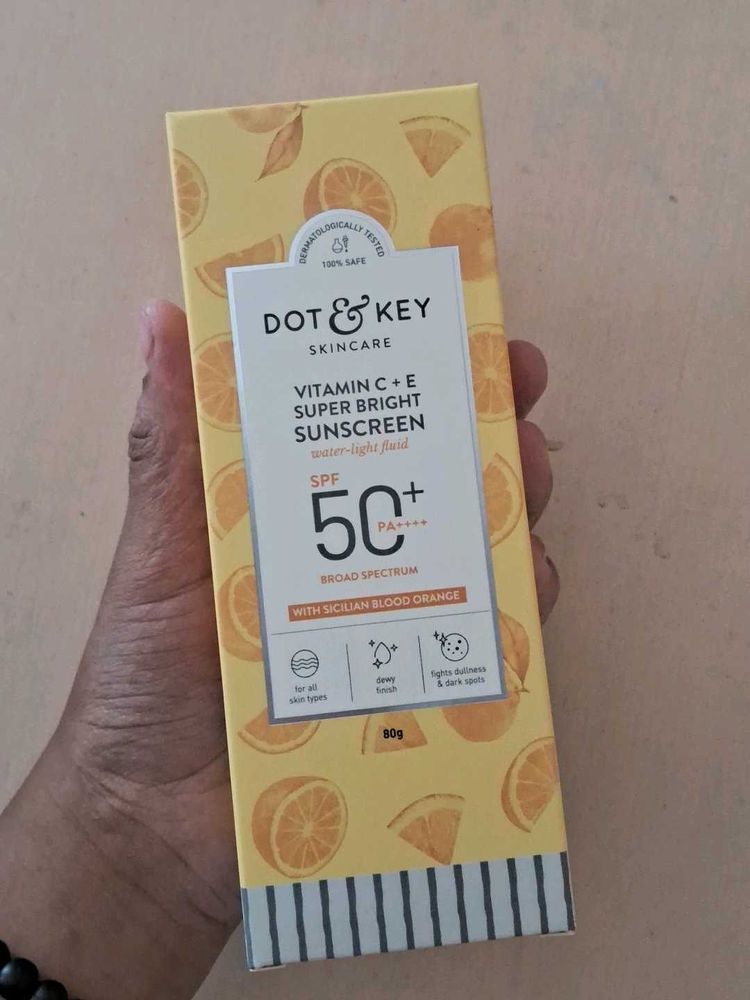 DERMATOLOGICALLY TESTED
100% SAFE
DOT & KEY
SKINCARE
VITAMIN C + E
SUPER BRIGHT
SUNSCREEN
water-light fluid
SPF
50+
PA++++
BROAD SPECTRUM
WITH SICILIAN BLOOD ORANGE
for all
skin types
dewy
finish
fights dullness
& dark spots
80g